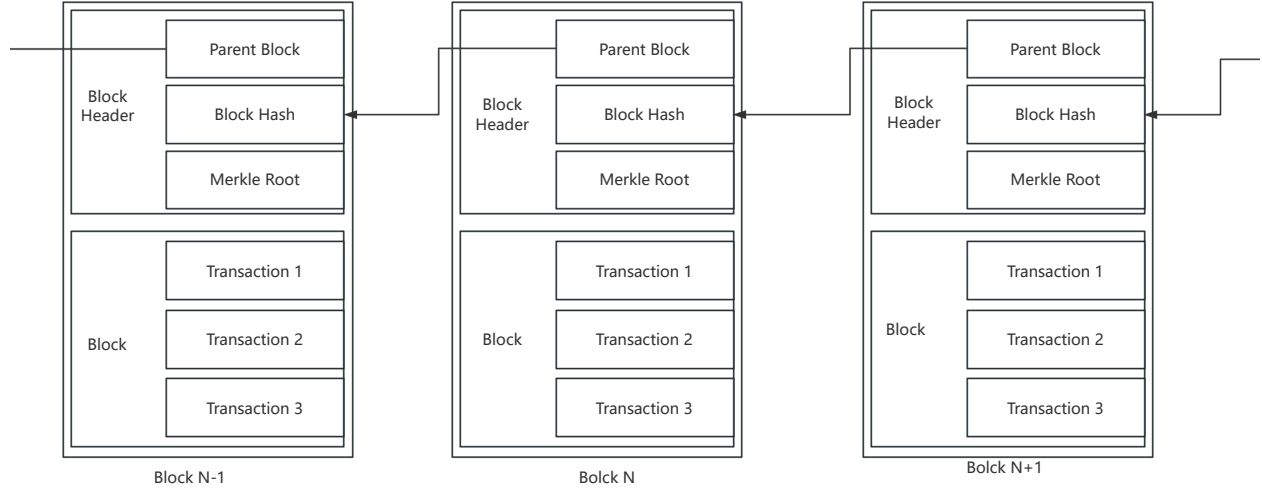 Parent Block
Block
Header
Block Hash
Merkle Root
Transaction 1
Block
Transaction 2
Transaction 3
Block N-1
Parent Block
Block
Header
Block Hash
Merkle Root
Transaction 1
Block
Transaction 2
Transaction 3
Bolck N
Parent Block
Block
Header
Block Hash
Merkle Root
Transaction 1
Block
Transaction 2
Transaction 3
Bolck N+1